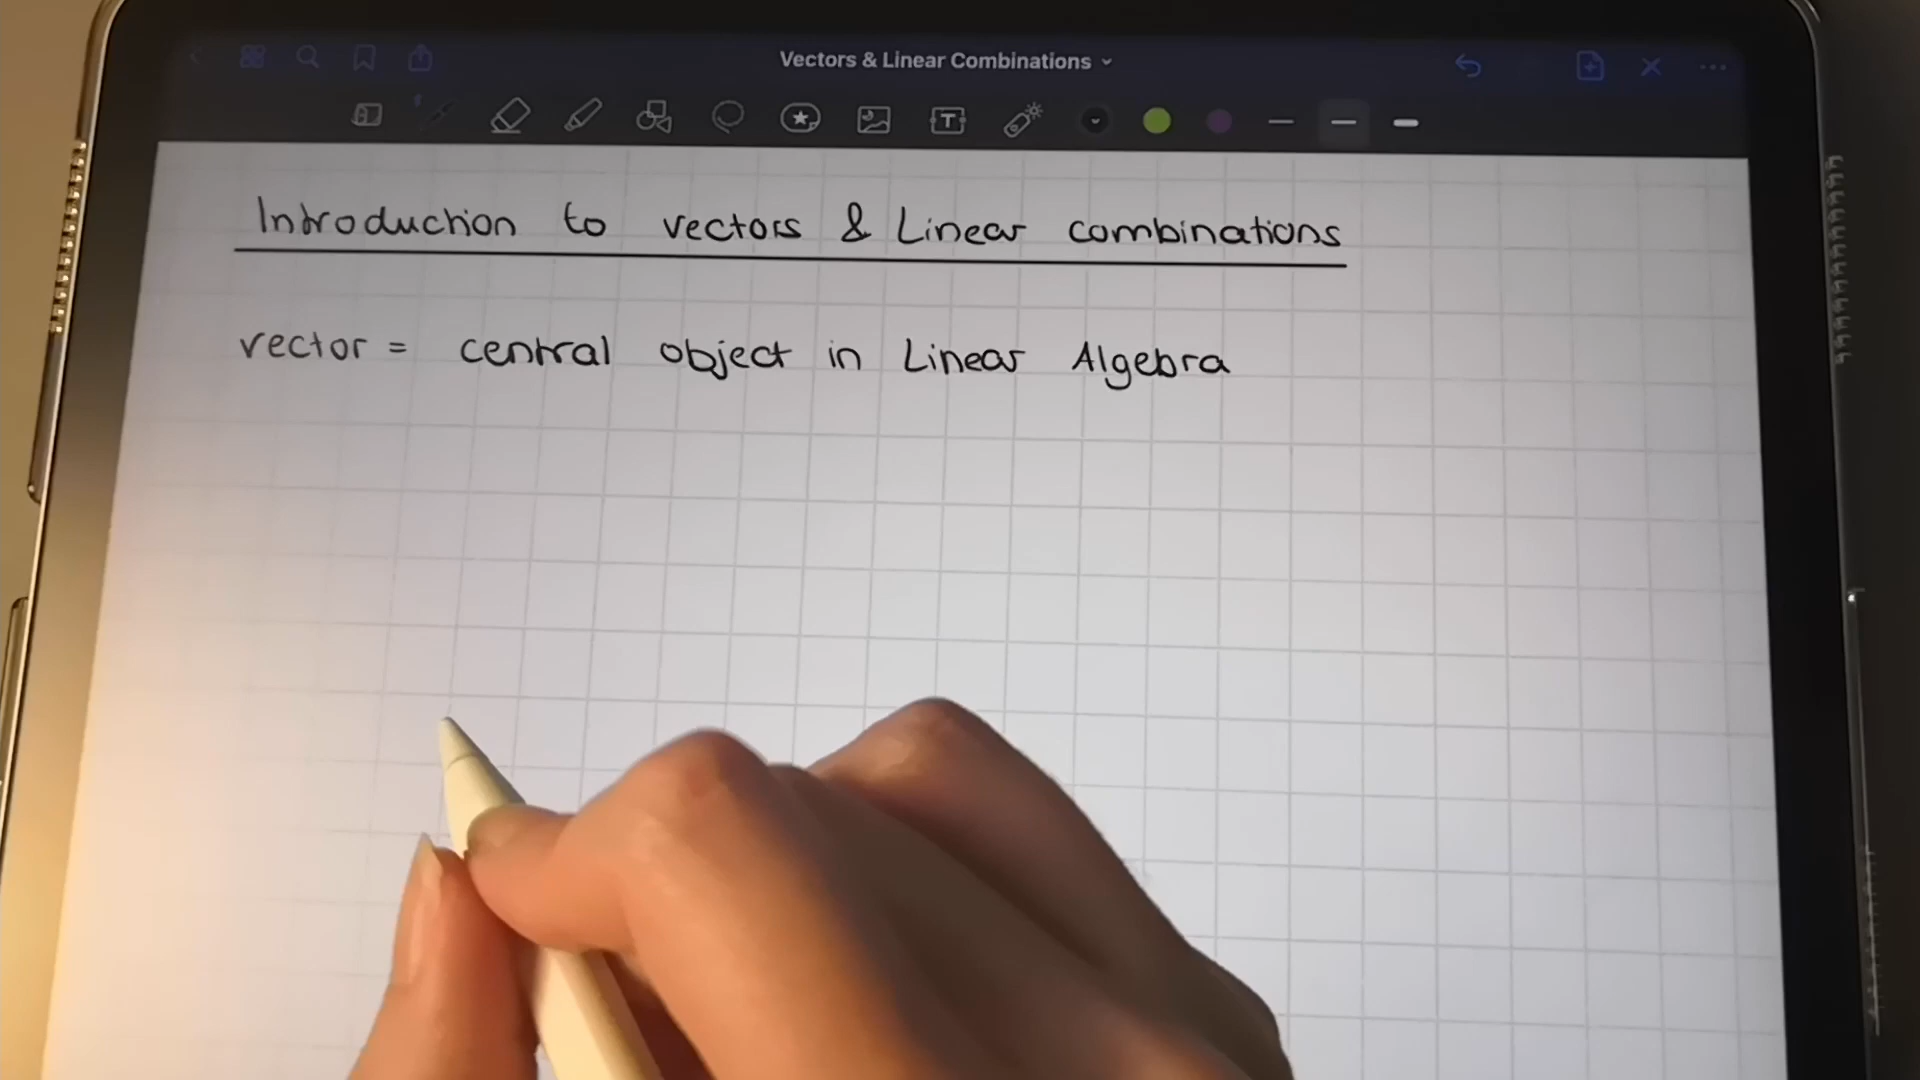 Vectors & Linear Combinations
T
Introduction to vectors & Linear combinations
vector = central object in Linear Algebra